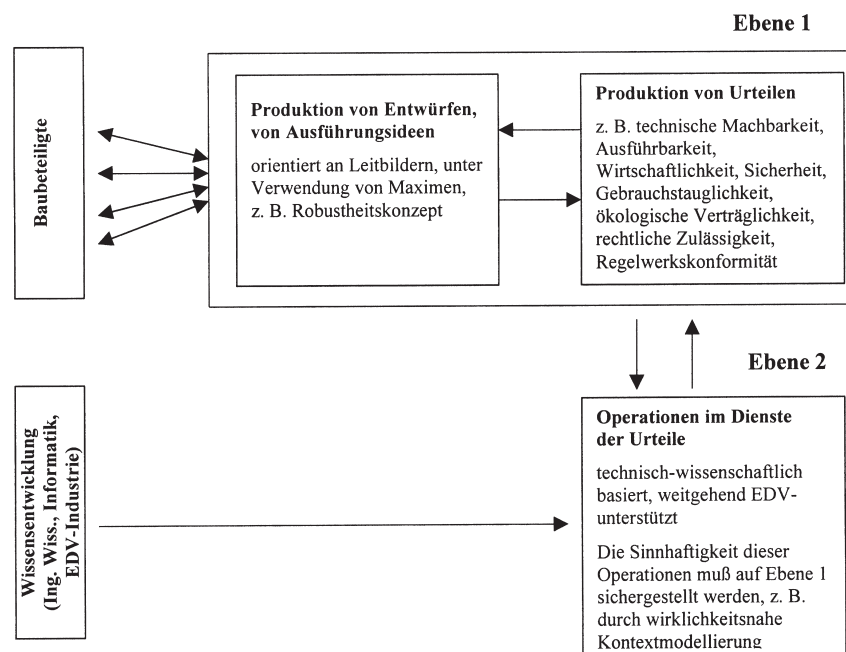 Ebene 1
Baubeteiligte
Produktion von Entwürfen,
von Ausführungsideen
orientiert an Leitbildern, unter
Verwendung von Maximen,
z. B. Robustheitskonzept
Produktion von Urteilen
z. B. technische Machbarkeit,
Ausführbarkeit,
Wirtschaftlichkeit, Sicherheit,
Gebrauchstauglichkeit,
ökologische Verträglichkeit,
rechtliche Zulässigkeit,
Regelwerkskonformität
Ebene 2
Wissensentwicklung
(Ing. Wiss., Informatik,
EDV-Industrie)
Operationen im Dienste
der Urteile
technisch-wissenschaftlich
basiert, weitgehend EDV-
unterstützt
Die Sinnhaftigkeit dieser
Operationen muß auf Ebene 1
sichergestellt werden, z. B.
durch wirklichkeitsnahe
Kontextmodellierung